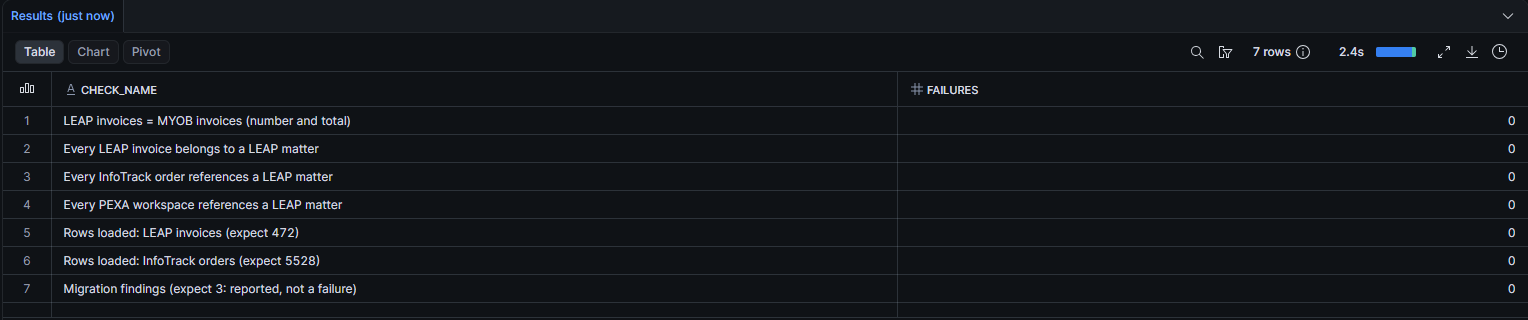 Results (just now)
Table Chart Pivot 7 rows 2.4s
A CHECK_NAME # FAILURES
1 LEAP invoices = MYOB invoices (number and total) 0
2 Every LEAP invoice belongs to a LEAP matter 0
3 Every InfoTrack order references a LEAP matter 0
4 Every PEXA workspace references a LEAP matter 0
5 Rows loaded: LEAP invoices (expect 472) 0
6 Rows loaded: InfoTrack orders (expect 5528) 0
7 Migration findings (expect 3: reported, not a failure) 0